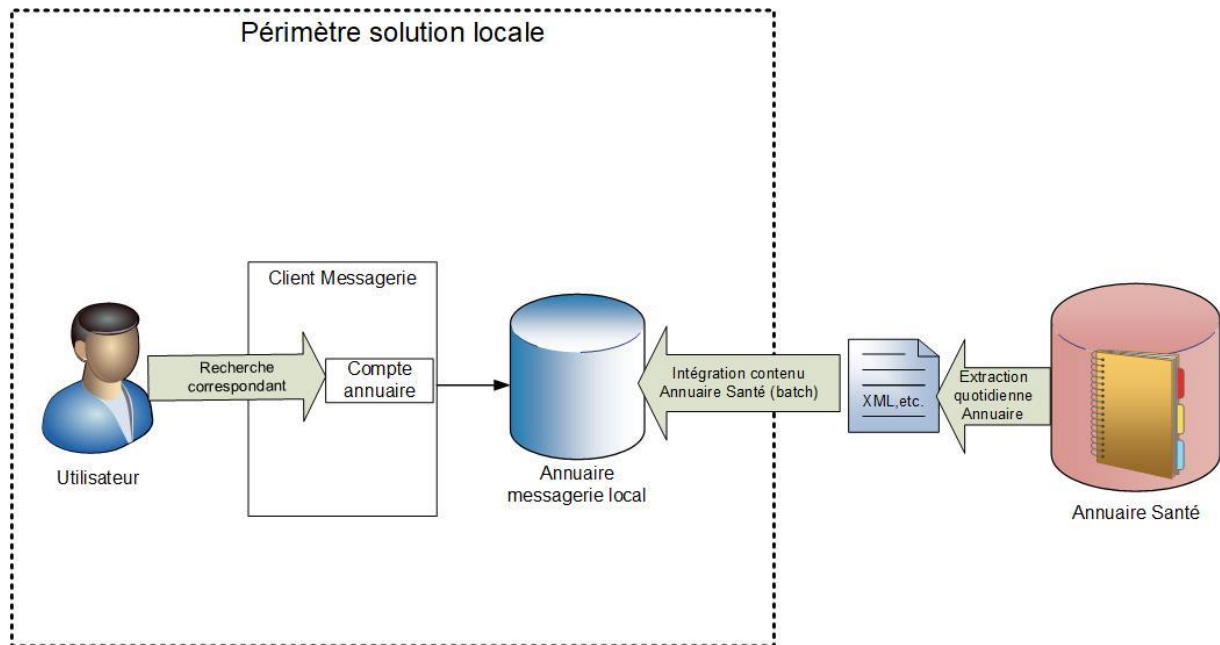 Périmètre solution locale
Client Messagerie
Recherche
correspondant
Compte
annuaire
Utilisateur
Annuaire
messagerie local
Intégration contenu
Annuaire Santé (batch)
XML,etc.
Extraction
quotidienne
Annuaire
Annuaire Santé